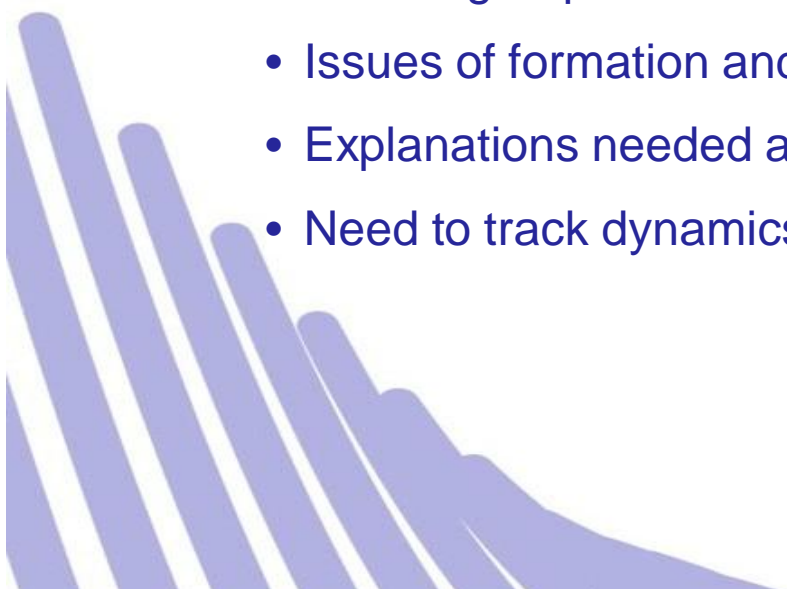 • Issues of formation and
• Explanations needed a
• Need to track dynamics